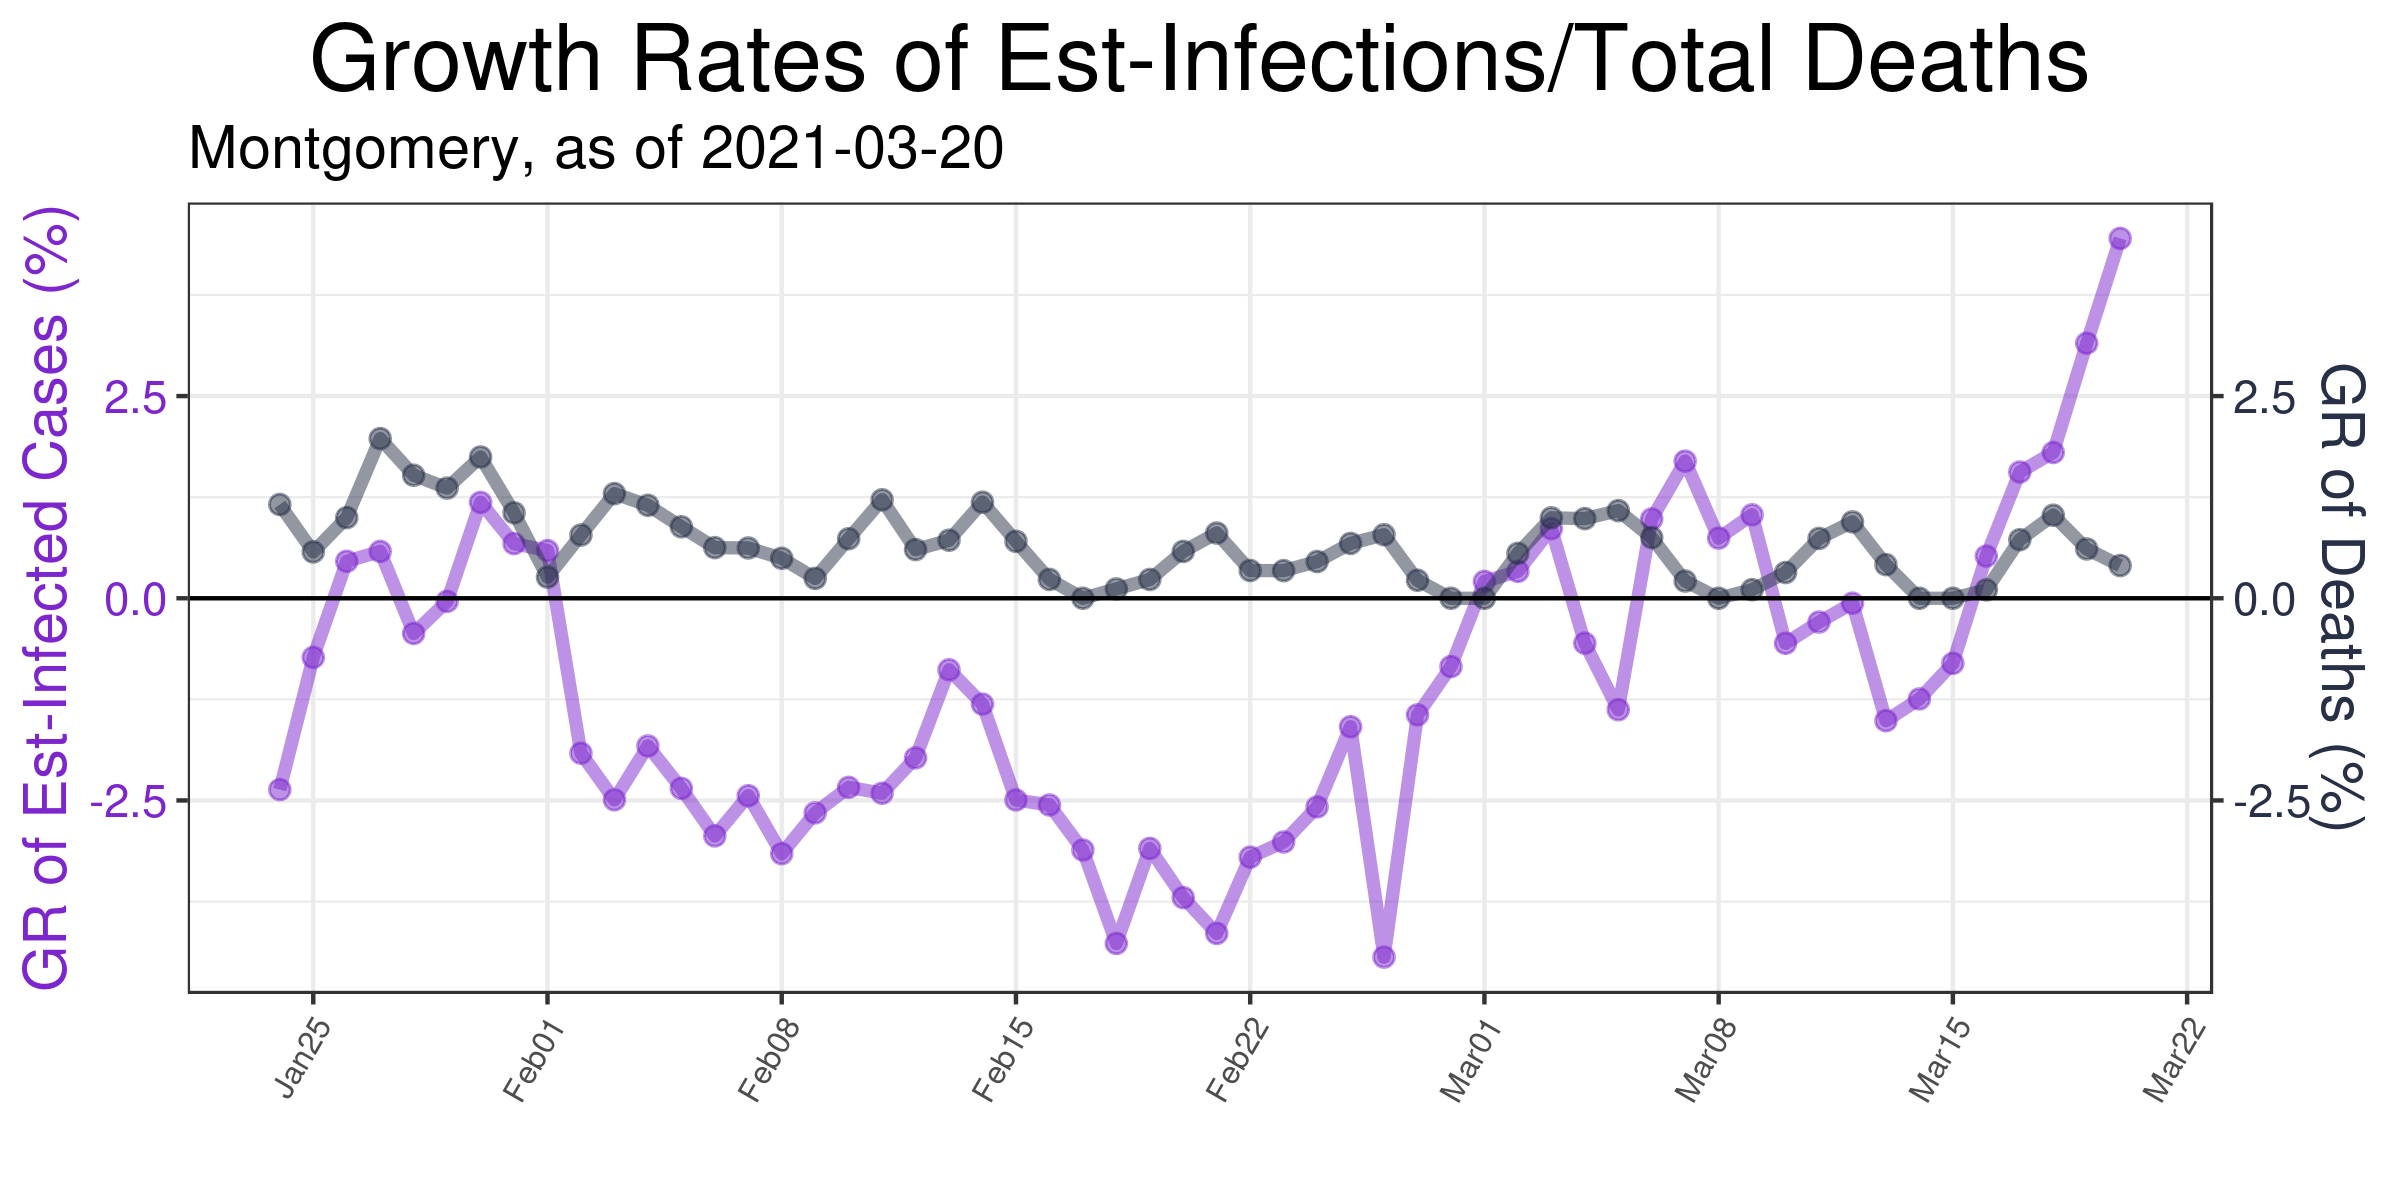 Growth Rates of Est-Infections/Total Deaths
Montgomery, as of 2021-03-20
GR of Est-Infected Cases (%)
2.5
0.0
-2.5
2.5
0.0
-2.5
GR of Deaths (%)
Jan25
Feb01
Feb08
Feb15
Feb22
Mar01
Mar08
Mar15
Mar22